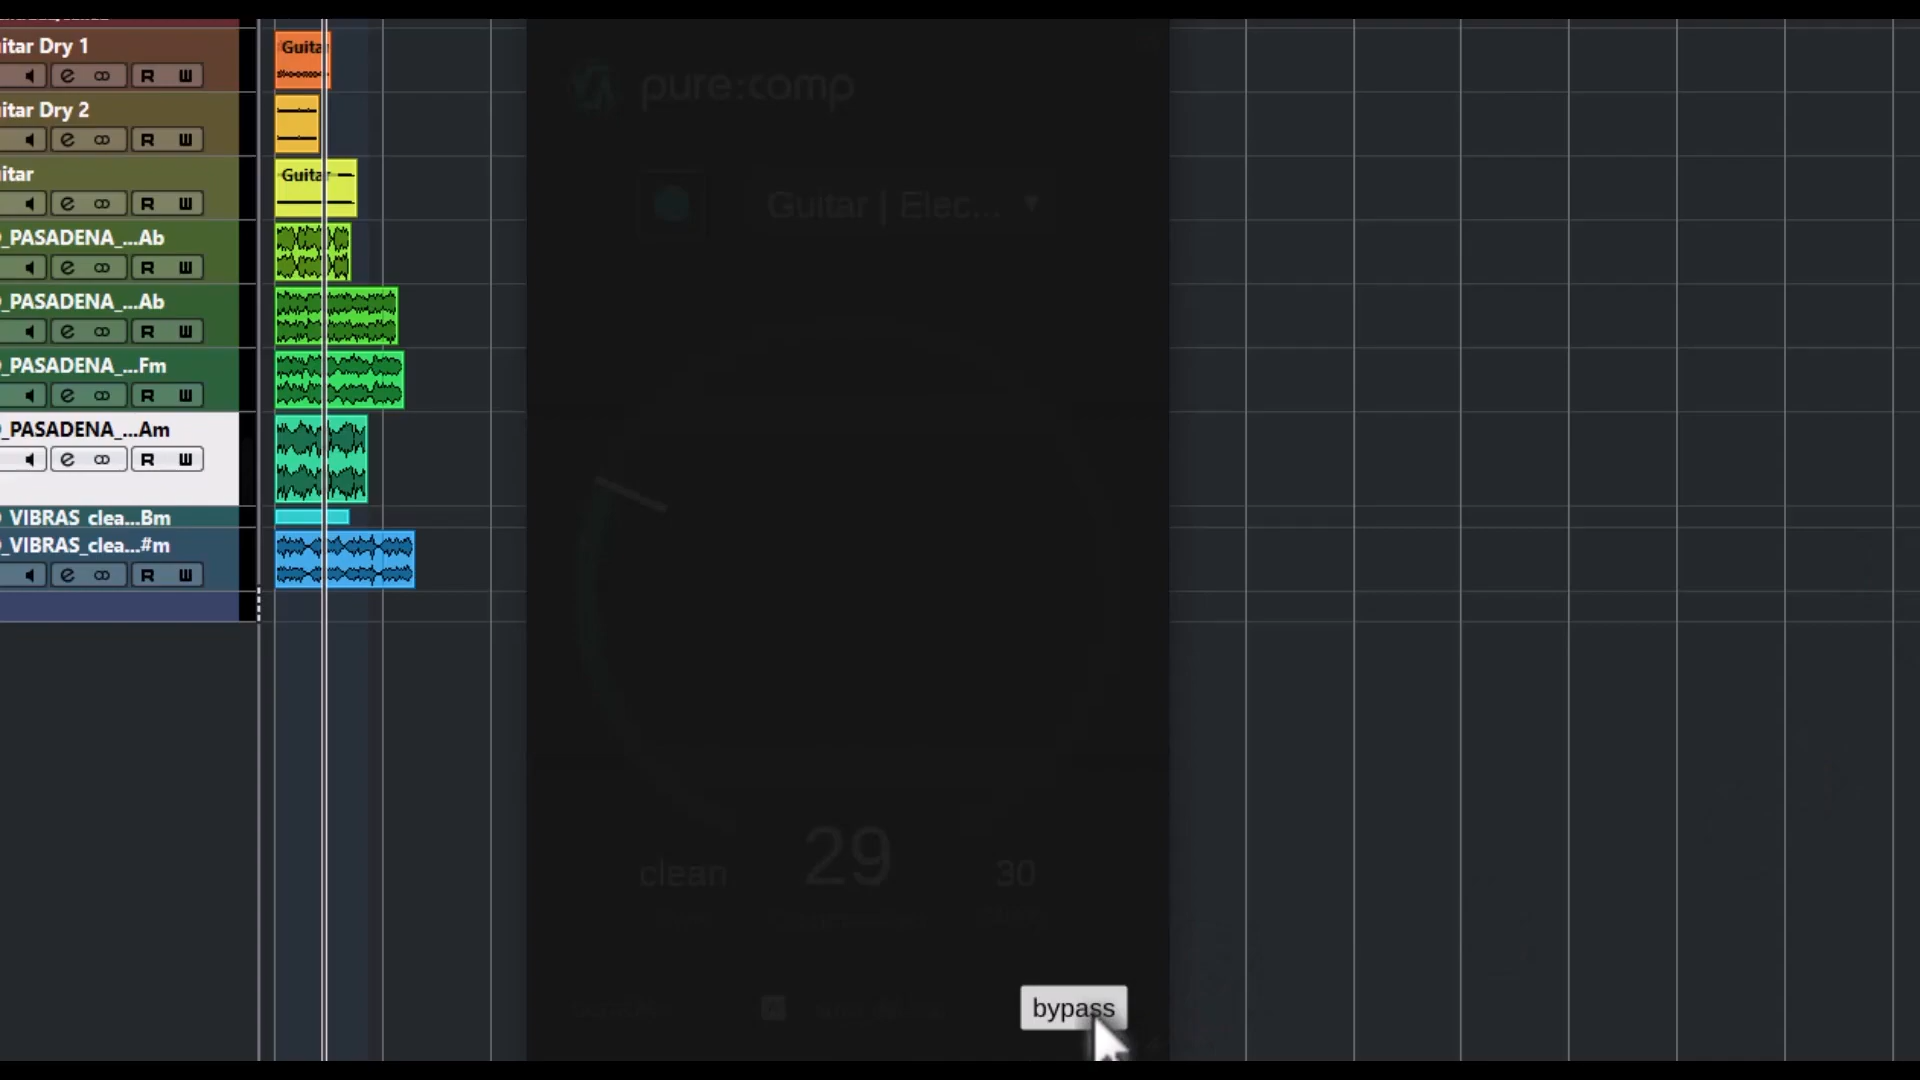 itar Dry 1
R
Guita
itar Dry 2
R
itar
R
Guitar
_PASADENA_...Ab
R
_PASADENA_...Ab
R
_PASADENA_...Fm
R
_PASADENA_...Am
R
_VIBRAS_clea...Bm
_VIBRAS_clea...#m
R
pure:comp
Guitar | Elec...
clean
29
30
bypass